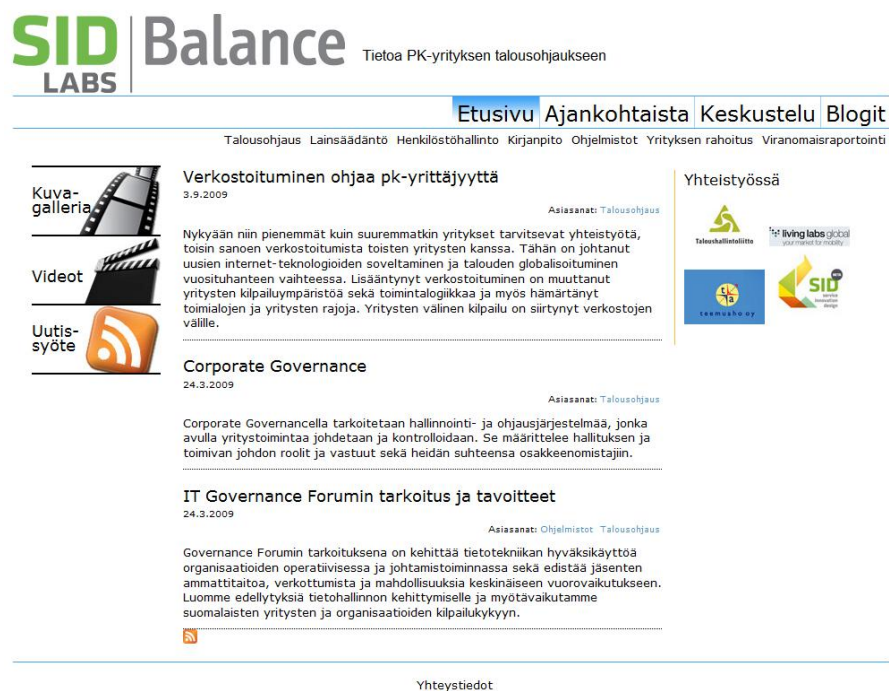 SID LABS Balance Tietoa PK-yrityksen talousohjaukseen
Etusivu Ajankohtaista Keskustelu Blogit
Talousohjaus Lainsäädäntö Henkilöstöhallinto Kirjanpito Ohjelmistot Yrityksen rahoitus Viranomaisraportointi
Kuva-
galleria
Videot
Uutis-
syöte
Verkostoituminen ohjaa pk-yrittäjyyttä
3.9.2009
Asiasanat: Talousohjaus
Nykyään niin pienemmät kuin suuremmatkin yritykset tarvitsevat yhteistyötä,
toisin sanoen verkostoitumista toisten yritysten kanssa. Tähän on johtanut
uusien internet-teknologioiden soveltaminen ja talouden globalisoituminen
vuosituhanteen vaihteessa. Lisääntynyt verkostoituminen on muuttanut
yritysten kilpailuympäristöä sekä toimintalogiikkaa ja myös hämärtänyt
toimialojen ja yritysten rajoja. Yritysten välinen kilpailu on siirtynyt verkostojen
välille.
Corporate Governance
24.3.2009
Asiasanat: Talousohjaus
Corporate Governancella tarkoitetaan hallinnointi- ja ohjausjärjestelmää, jonka
avulla yritystoimintaa johdetaan ja kontrolloidaan. Se määrittelee hallituksen ja
toimivan johdon roolit ja vastuut sekä heidän suhteensa osakkeenomistajiin.
IT Governance Forumin tarkoitus ja tavoitteet
24.3.2009
Asiasanat: Ohjelmistot Talousohjaus
Governance Forumin tarkoituksena on kehittää tietotekniikan hyväksikäyttöä
organisaatioiden operatiivisessa ja johtamistoiminnassa sekä edistää jäsenten
ammattitaitoa, verkottumista ja mahdollisuuksia keskinäiseen vuorovaikutukseen.
Luomme edellytyksiä tietohallinnon kehittymiselle ja myötävaikutamme
suomalaisten yritysten ja organisaatioiden kilpailukykyyn.
Yhteistyössä
Taloushallintoliitto
living labs global
your market for mobility
teemuaho oy
SID
service
innovation
design
Yhteystiedot